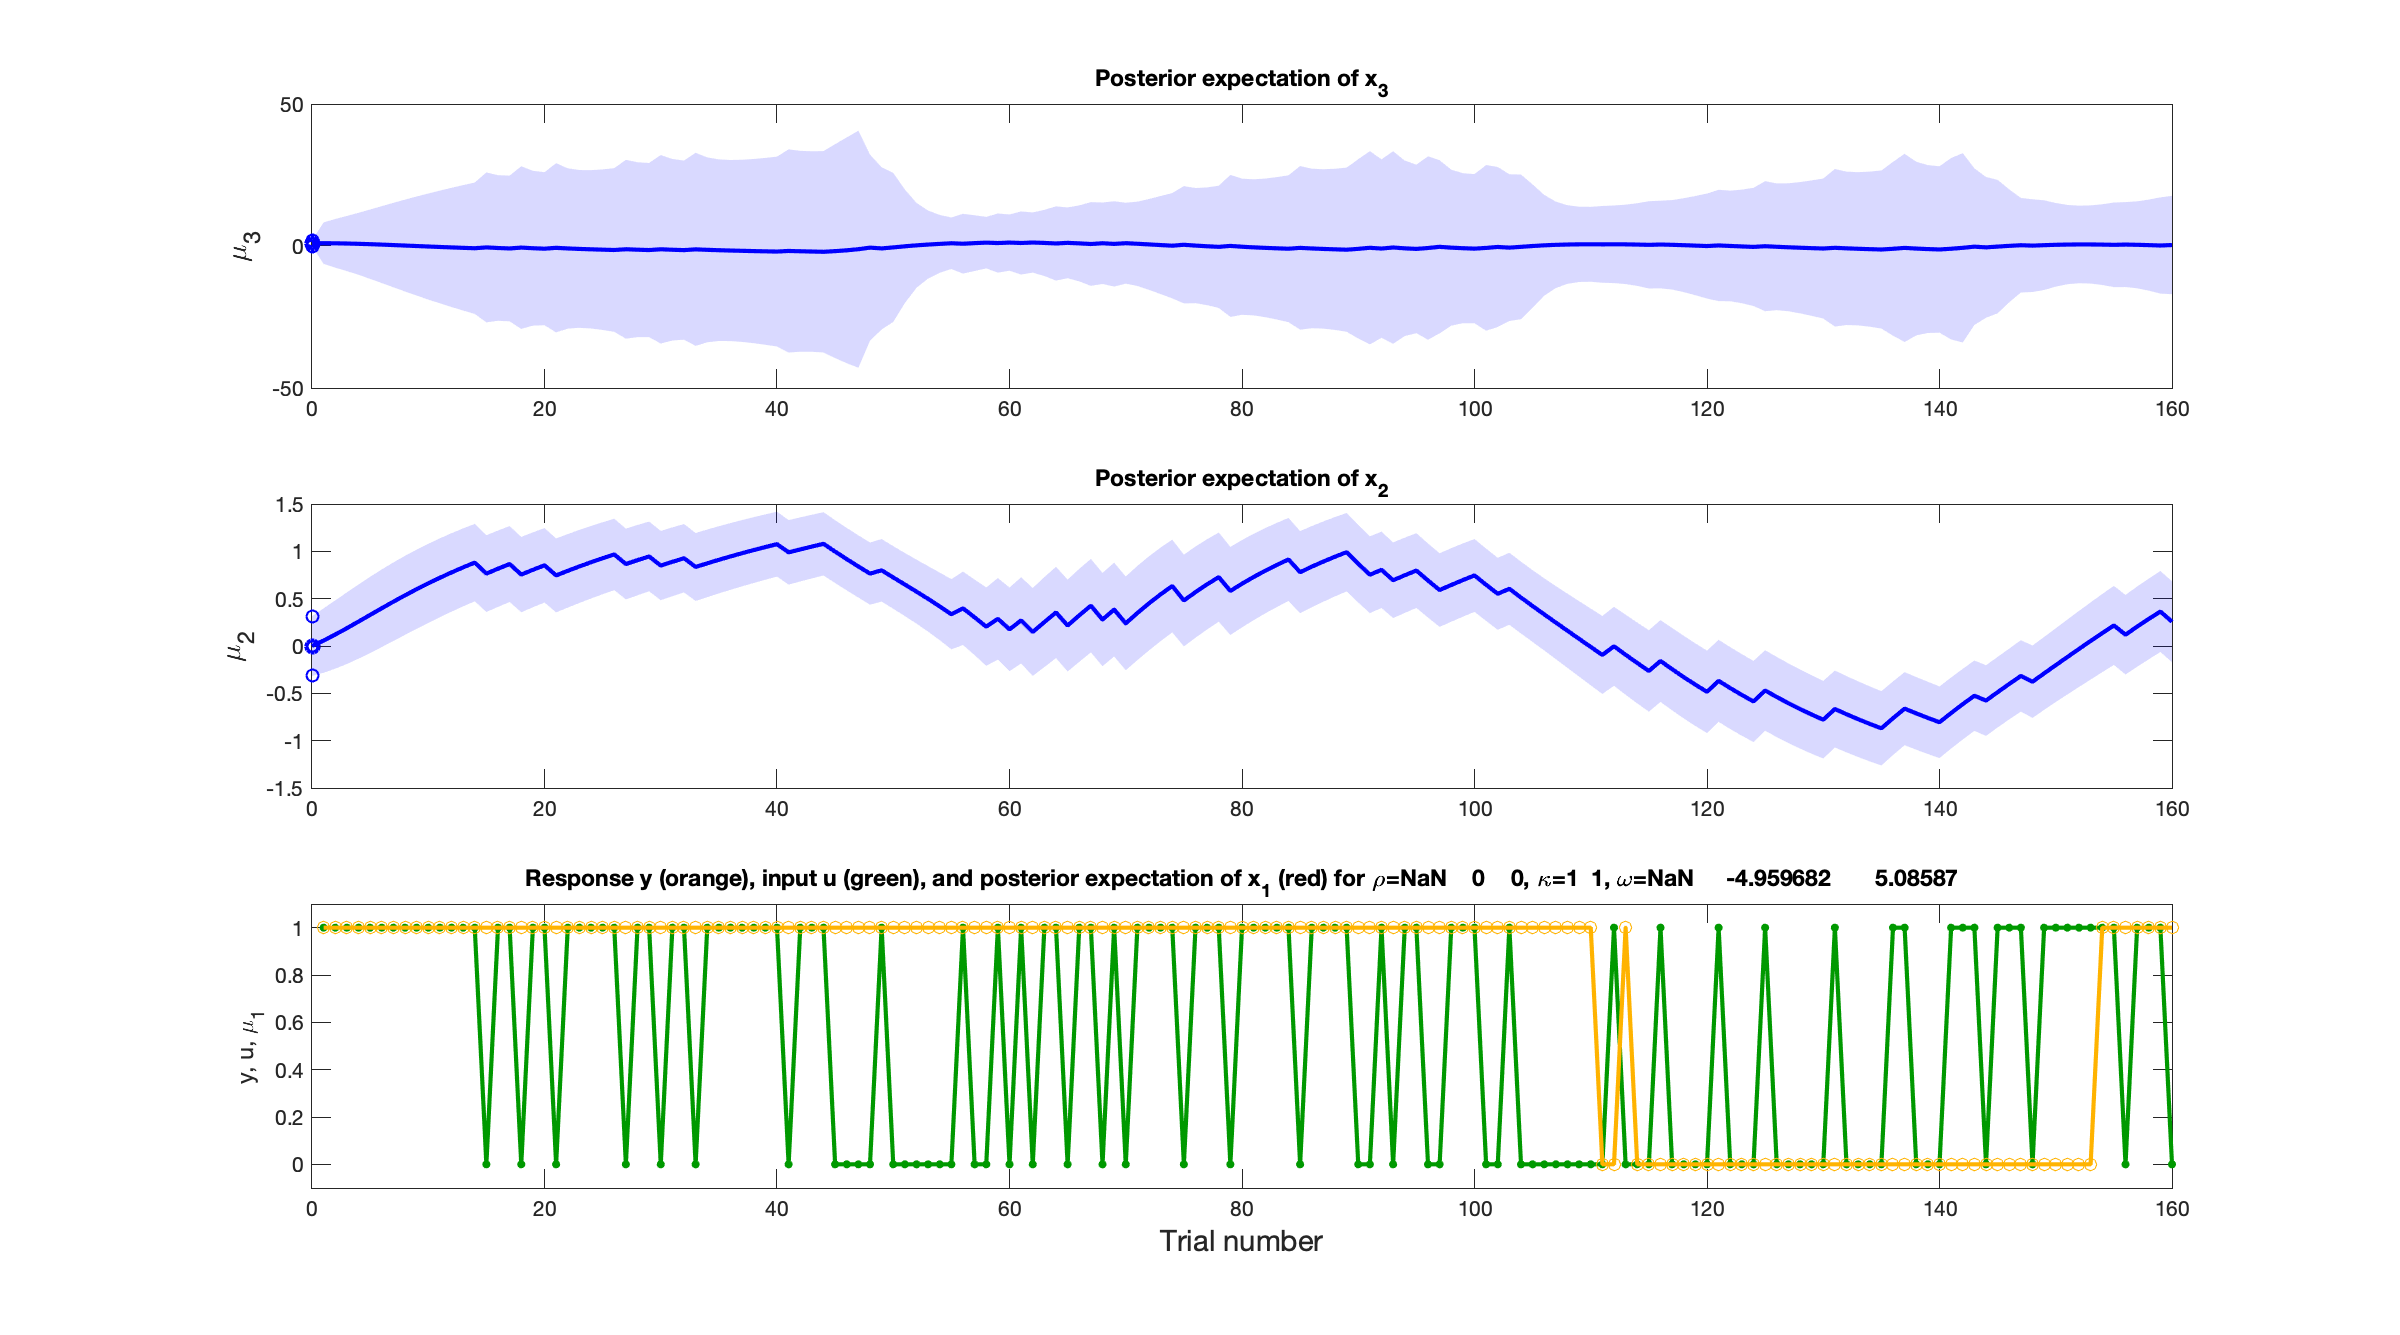 Posterior expectation of x3
50
0
-50
μ3
0 20 40 60 80 100 120 140 160
Posterior expectation of x2
1.5
1
0.5
0
-0.5
-1
-1.5
μ2
0 20 40 60 80 100 120 140 160
Response y (orange), input u (green), and posterior expectation of x1 (red) for ρ=NaN 0 0, κ=1 1, ω=NaN -4.959682 5.08587
1
0.8
0.6
0.4
0.2
0
y, u, μ1
0 20 40 60 80 100 120 140 160
Trial number